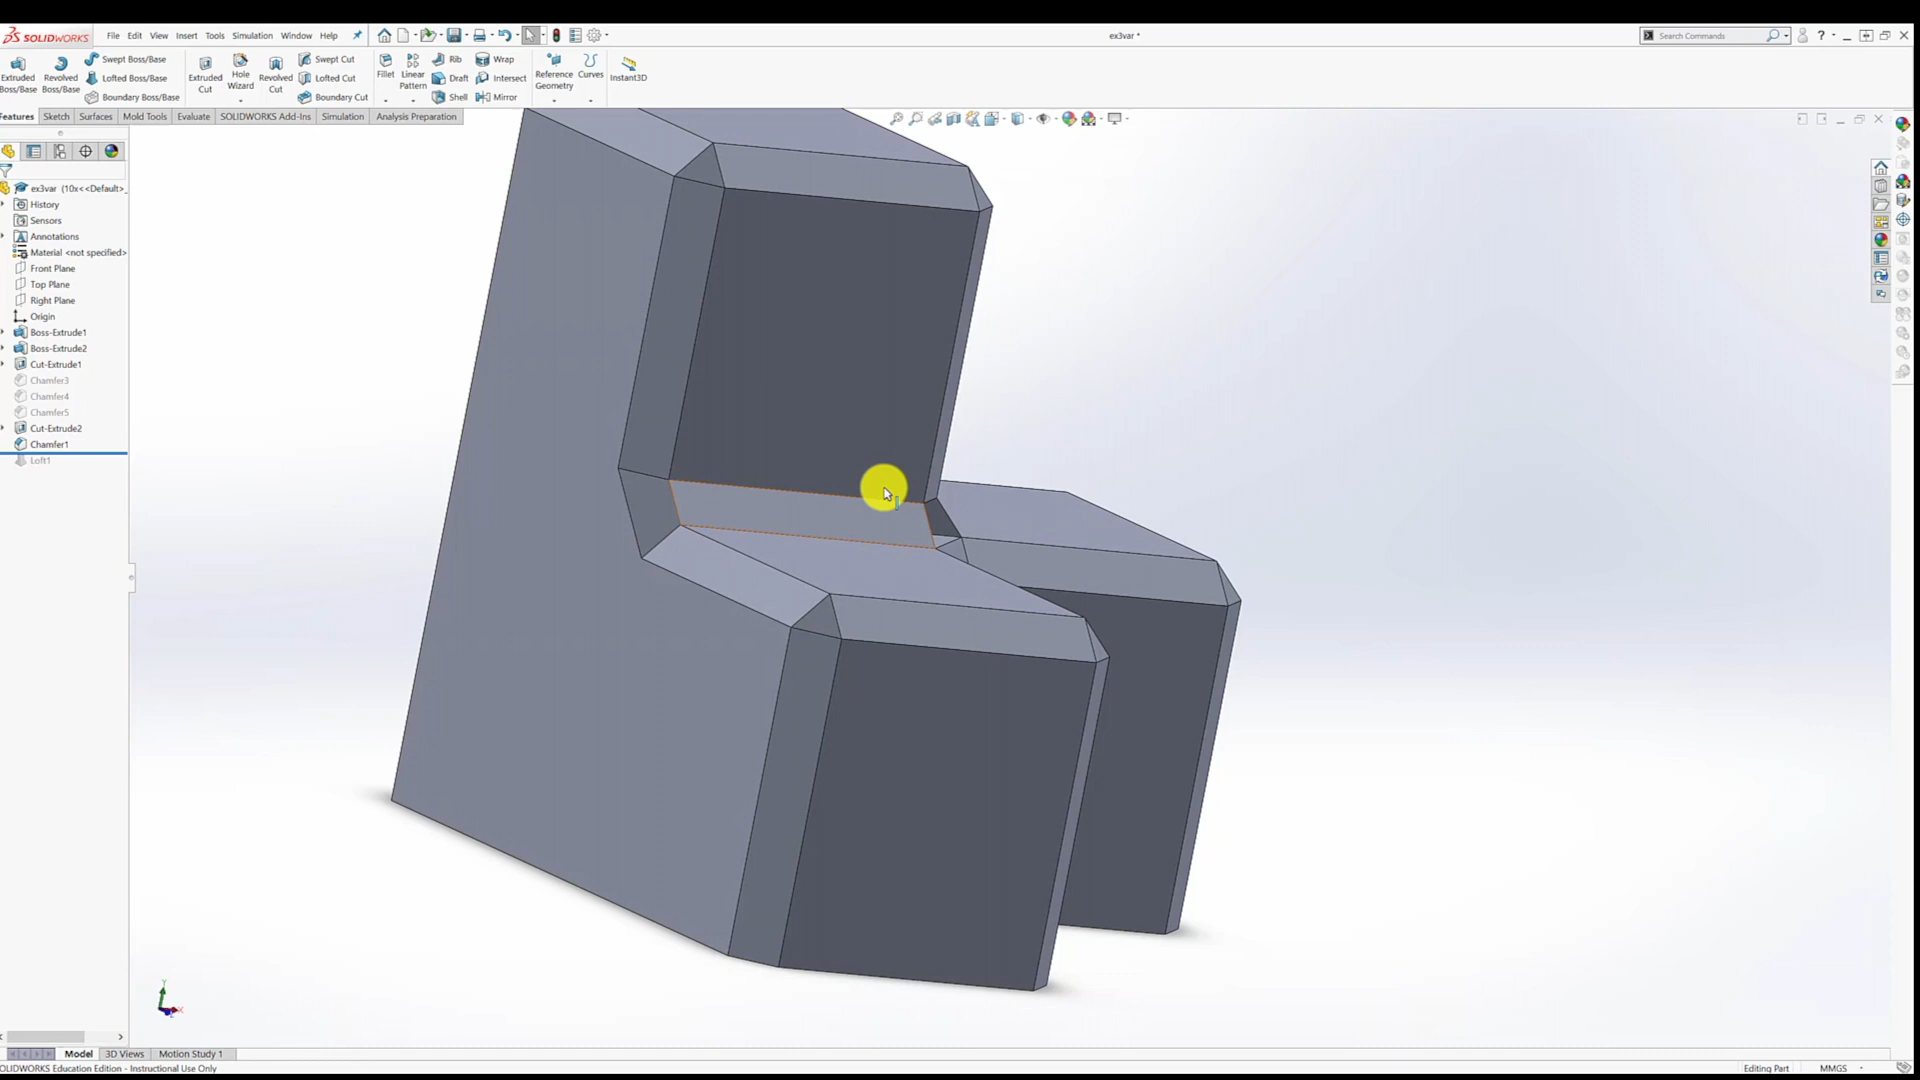 SOLIDWORKS File Edit View Insert Tools Simulation Window Help ex3var * Search Commands ?
Extruded Boss/Base
Revolved Boss/Base
Swept Boss/Base
Lofted Boss/Base
Boundary Boss/Base
Extruded Cut
Hole Wizard
Revolved Cut
Swept Cut
Lofted Cut
Boundary Cut
Fillet
Linear Pattern
Rib
Draft
Shell
Wrap
Intersect
Mirror
Reference Geometry
Curves
Instant3D
Features Sketch Surfaces Mold Tools Evaluate SOLIDWORKS Add-Ins Simulation Analysis Preparation
ex3var (10x<<Default>_
History
Sensors
Annotations
Material <not specified>
Front Plane
Top Plane
Right Plane
Origin
Boss-Extrude1
Boss-Extrude2
Cut-Extrude1
Chamfer3
Chamfer4
Chamfer5
Cut-Extrude2
Chamfer1
Loft1
Y
X
Model 3D Views Motion Study 1
OLIDWORKS Education Edition - Instructional Use Only Editing Part MMGS